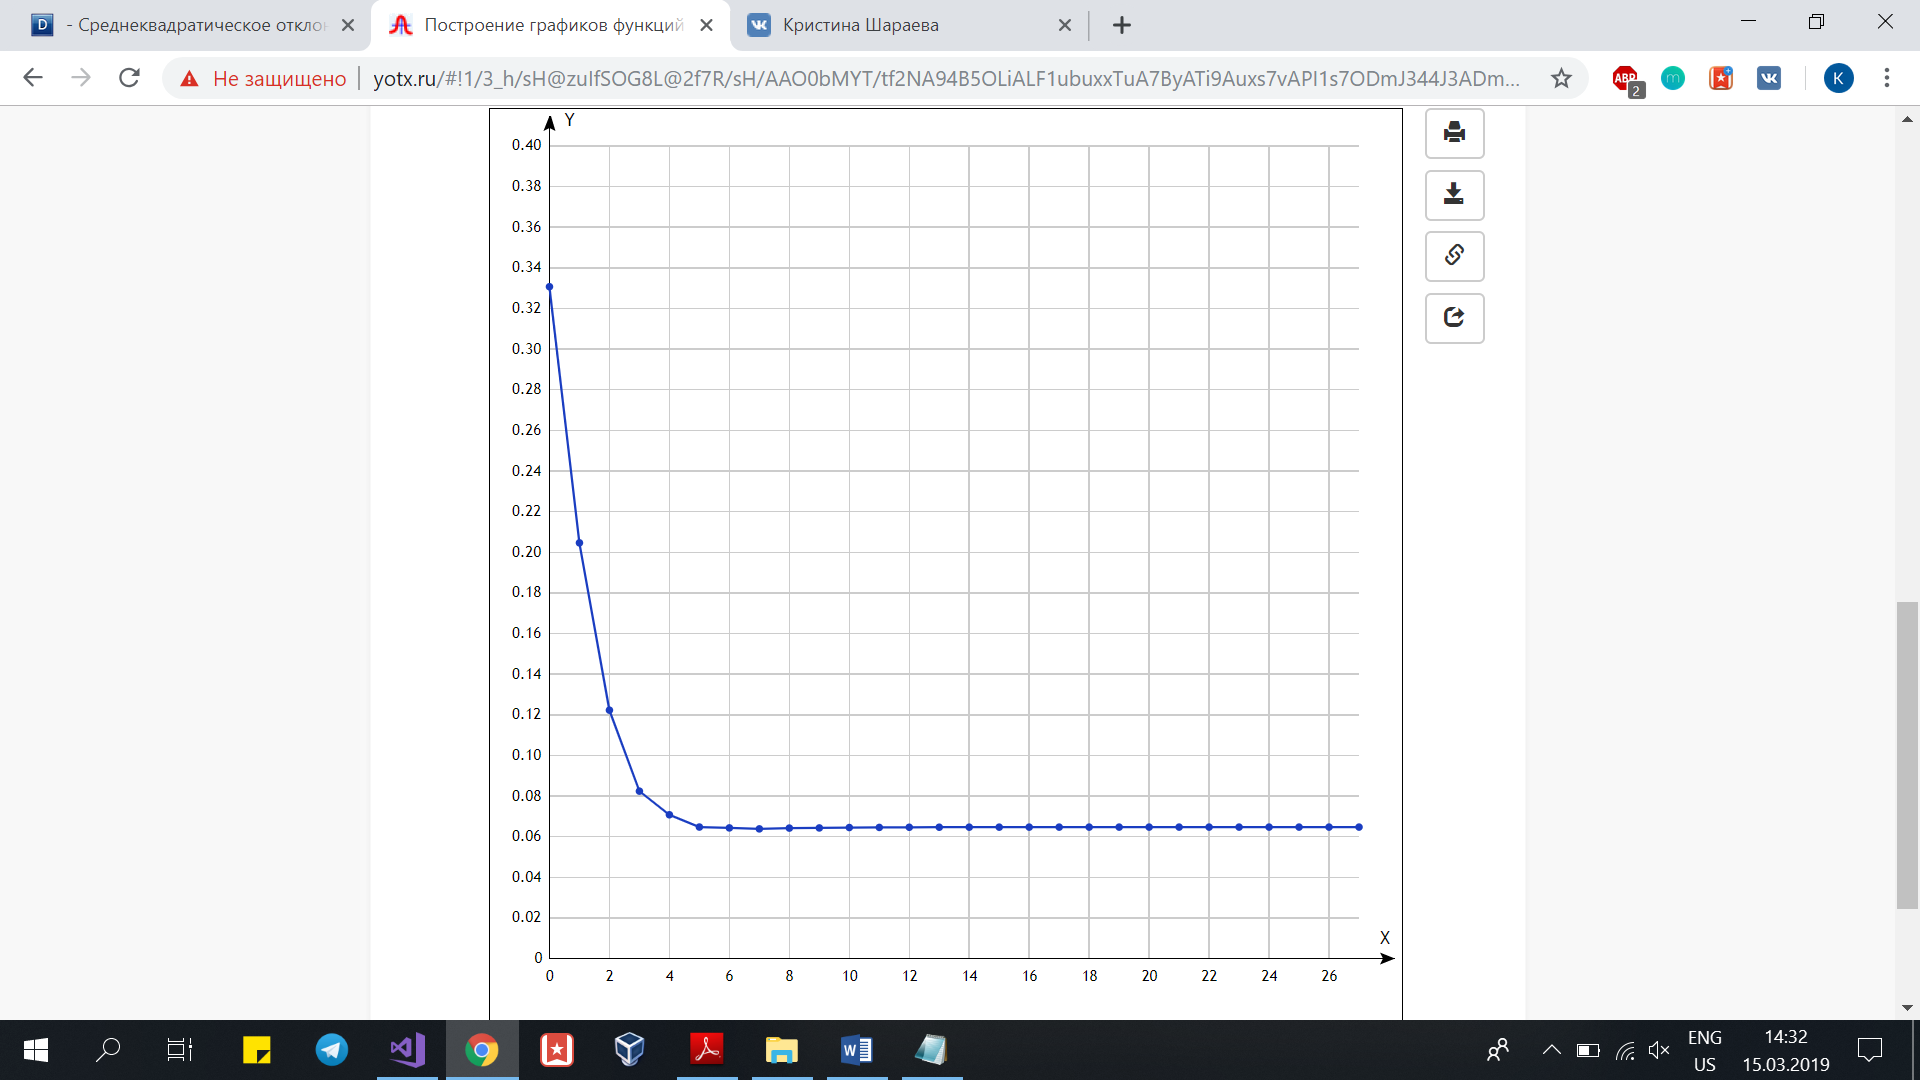 - Среднеквадратическое откло
Построение графиков функций
Кристина Шараева
Не защищено
yotx.ru/#!1/3_h/sH@zuIfSOG8L@2f7R/sH/AAO0bMYT/tf2NA94B5OLiALF1ubuxxTuA7ByATi9Auxs7vAPI1s7ODmJ344J3ADm...
ABP
2
m
K
Y
0.40
0.38
0.36
0.34
0.32
0.30
0.28
0.26
0.24
0.22
0.20
0.18
0.16
0.14
0.12
0.10
0.08
0.06
0.04
0.02
0
X
0 2 4 6 8 10 12 14 16 18 20 22 24 26
ENG
US
14:32
15.03.2019